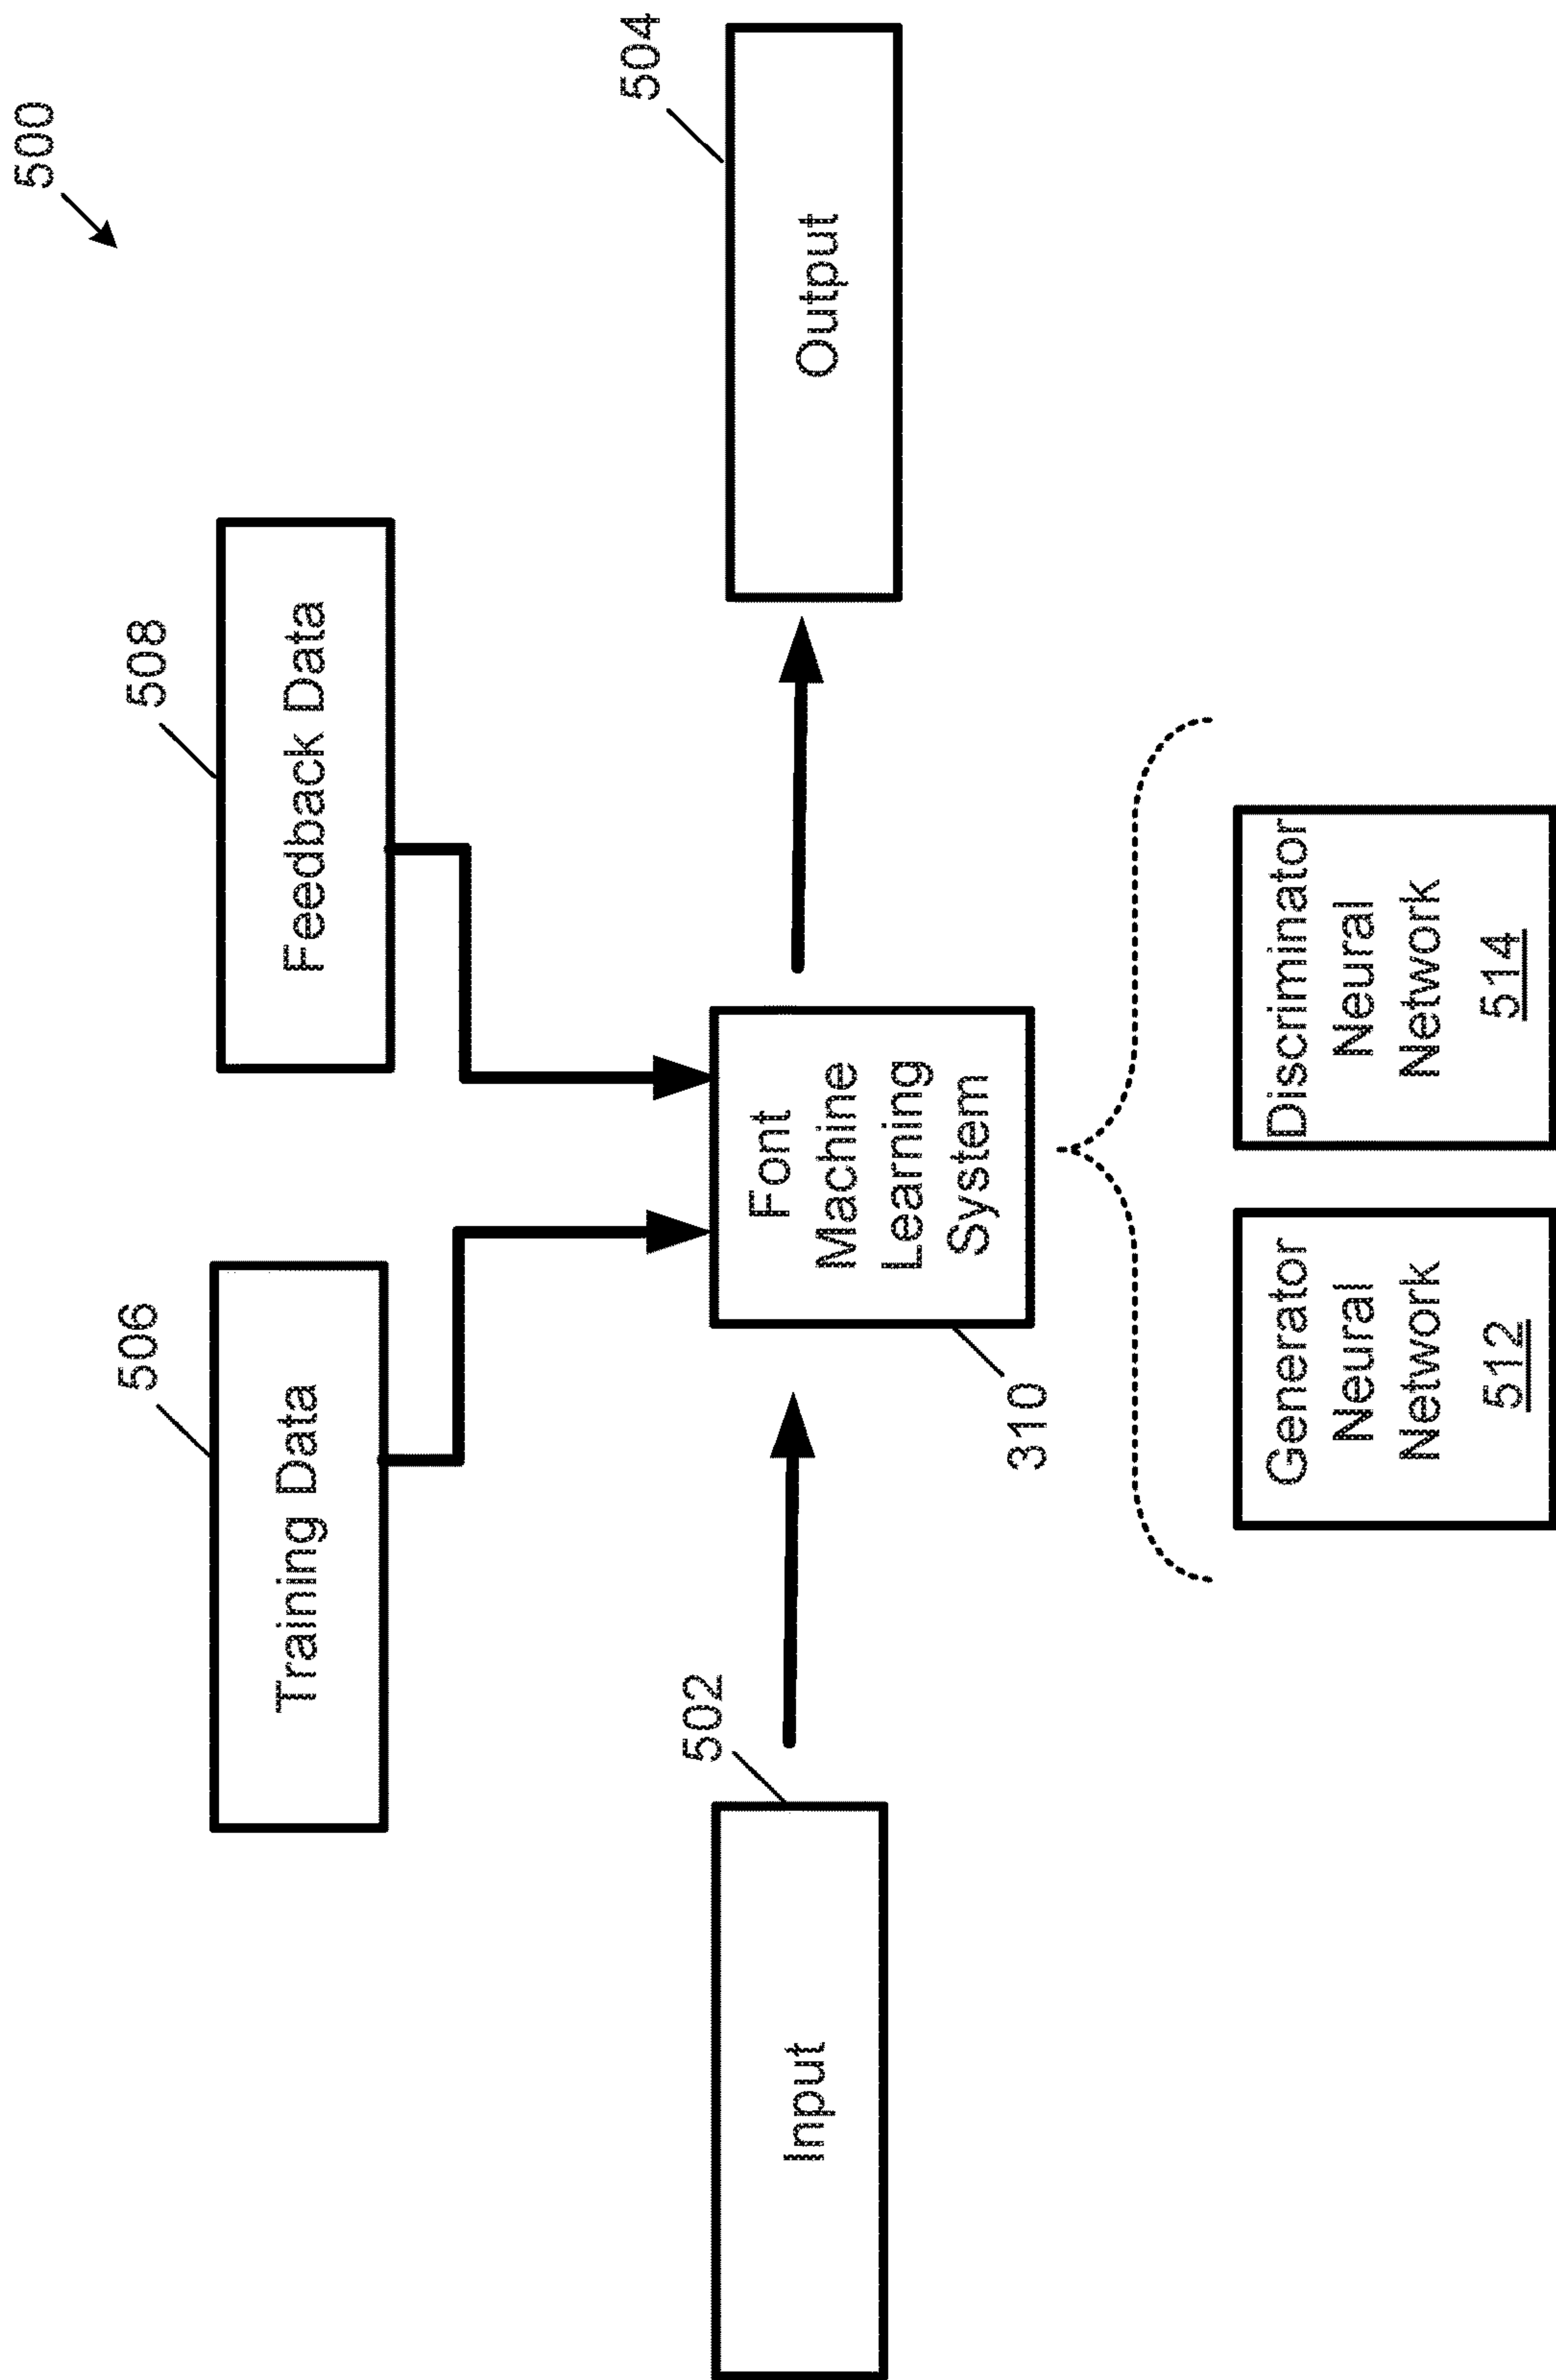 500
506
Training Data
508
Feedback Data
502
Input
Font
Machine
Learning
System
310
504
Output
Generator
Neural
Network
512
Discriminator
Neural
Network
514